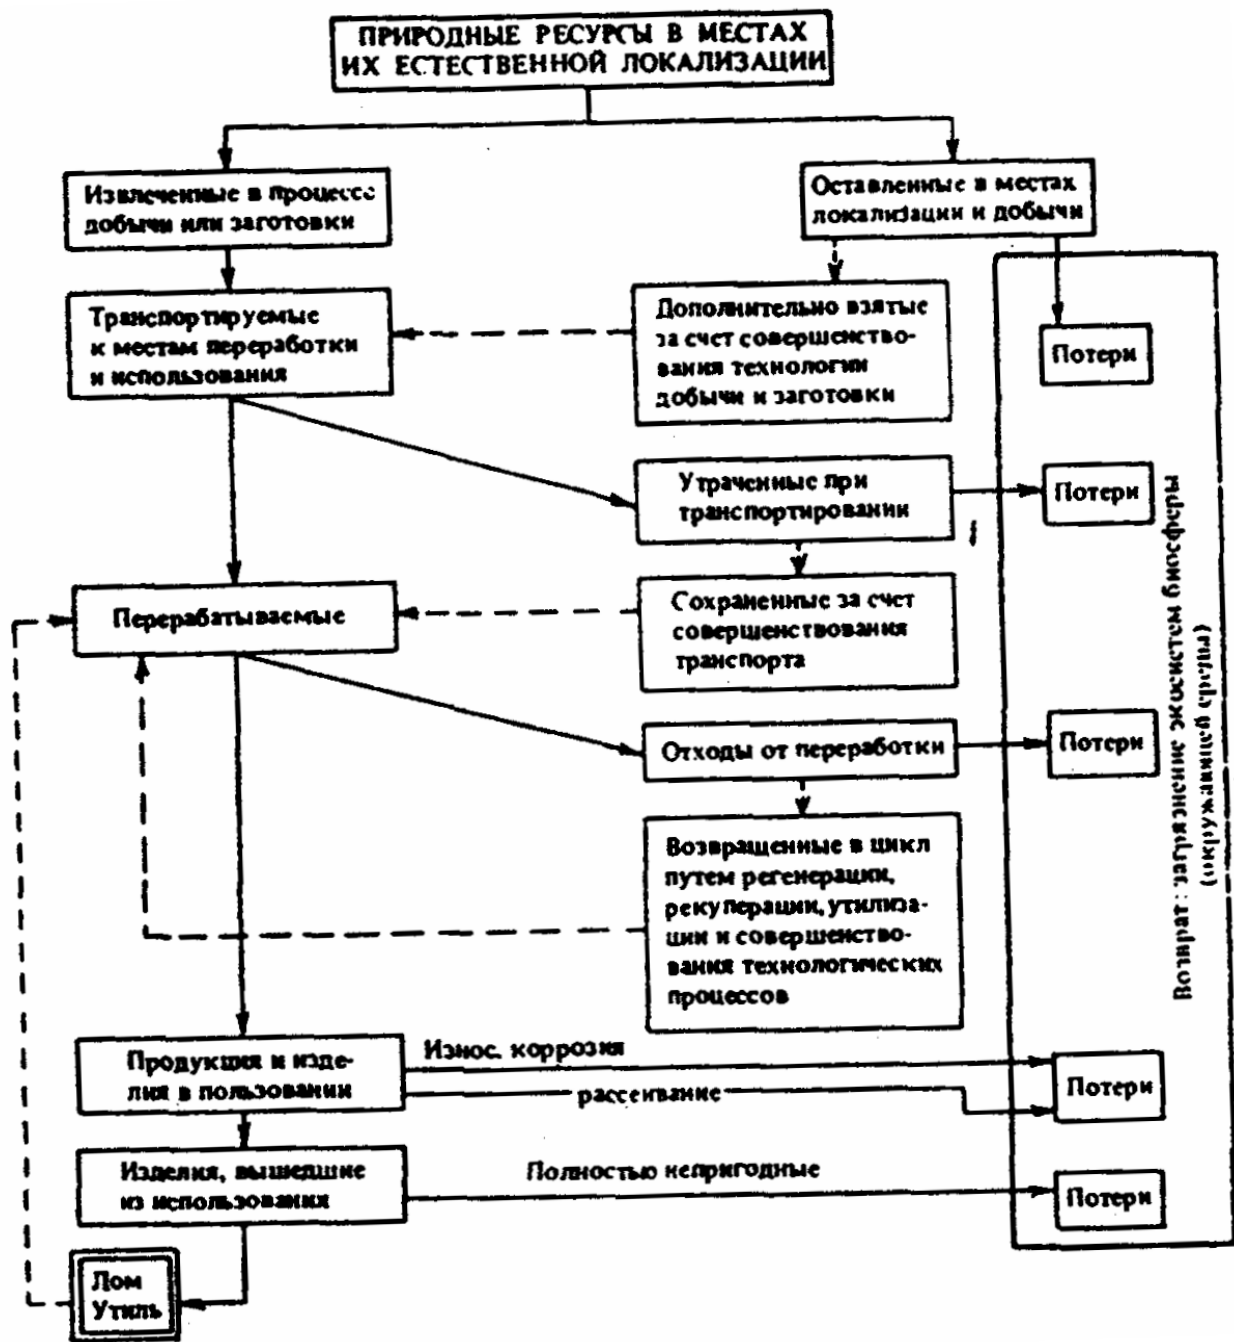 ПРИРОДНЫЕ РЕСУРСЫ В МЕСТАХ
ИХ ЕСТЕСТВЕННОЙ ЛОКАЛИЗАЦИИ
Извлеченные в процессе
добычи или заготовки
Оставленные в местах
локализации и добычи
Транспортируемые
к местам переработки
и использования
Дополнительно взятые
за счет совершенство-
вания технологии
добычи и заготовки
Потери
Утраченные при
транспортировании
Потери
Перерабатываемые
Сохраненные за счет
совершенствования
транспорта
Отходы от переработки
Потери
Возвращенные в цикл
путем регенерации,
рекуперации, утилиза-
ции и совершенство-
вания технологических
процессов
Возврат: загрязнение экосистем биосферы
(окружающей среды)
Продукция и изде-
лия в пользовании
Износ. коррозия
рассеивание
Потери
Изделия, вышедшие
из использования
Полностью непригодные
Потери
Лом
Утиль